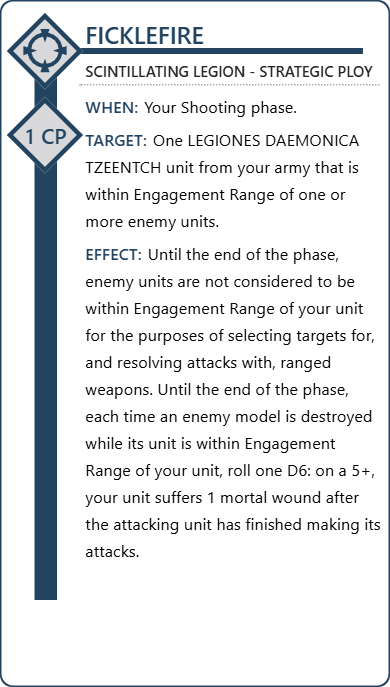 FICKLEFIRE
SCINTILLATING LEGION - STRATEGIC PLOY
1 CP
WHEN: Your Shooting phase.
TARGET: One LEGIONES DAEMONICA
TZEENTCH unit from your army that is
within Engagement Range of one or
more enemy units.
EFFECT: Until the end of the phase,
enemy units are not considered to be
within Engagement Range of your unit
for the purposes of selecting targets for,
and resolving attacks with, ranged
weapons. Until the end of the phase,
each time an enemy model is destroyed
while its unit is within Engagement
Range of your unit, roll one D6: on a 5+,
your unit suffers 1 mortal wound after
the attacking unit has finished making its
attacks.